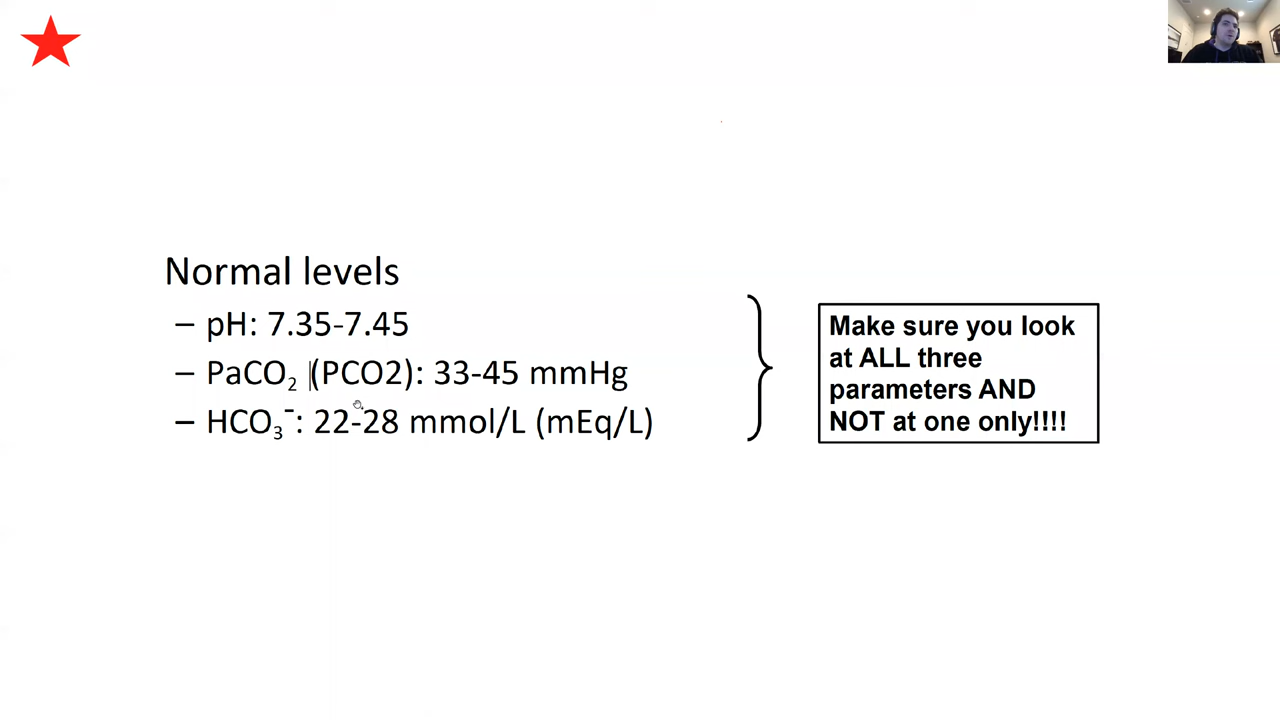 Normal levels
– pH: 7.35-7.45
– PaCO₂ (PCO2): 33-45 mmHg
– HCO₃⁻: 22-28 mmol/L (mEq/L)
Make sure you look
at ALL three
parameters AND
NOT at one only!!!!